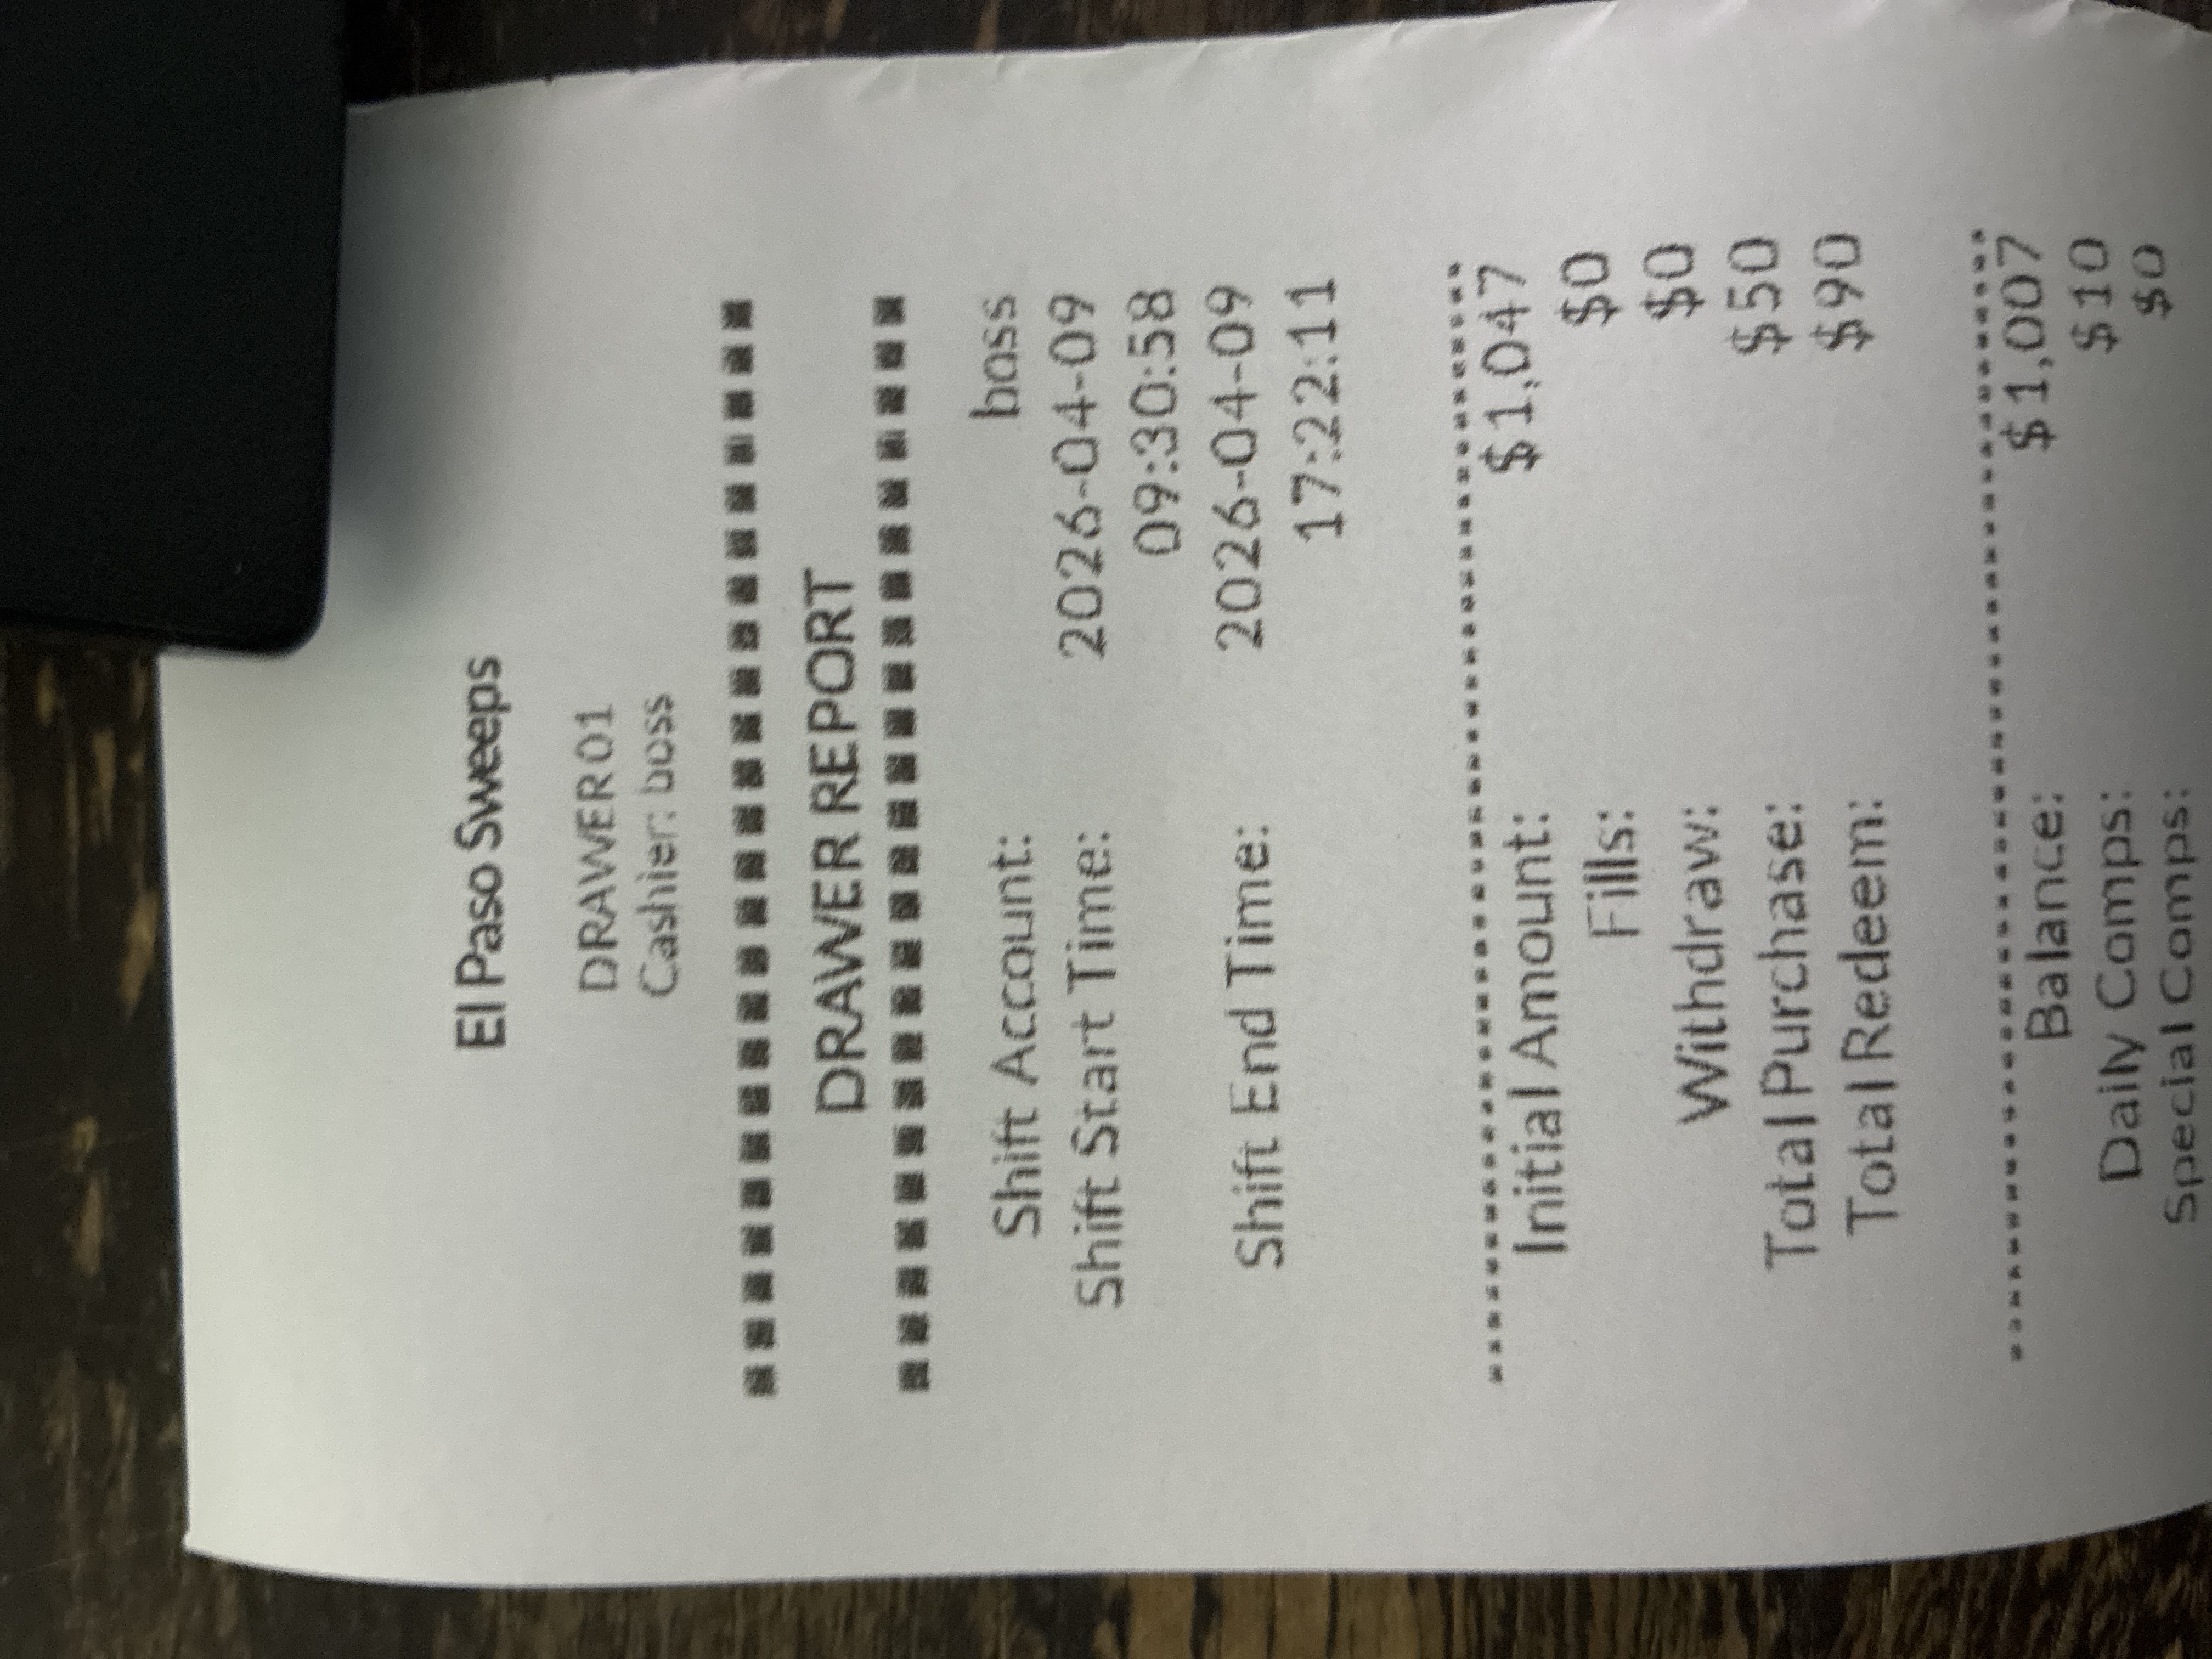 El Paso Sweeps
DRAWER01
Cashier: boss
DRAWER REPORT
Shift Account: boss
Shift Start Time: 2026-04-09
09:30:58
Shift End Time: 2026-04-09
17:22:11
Initial Amount: $1,047
Fills: $0
Withdraw: $0
Total Purchase: $50
Total Redeem: $90
Balance: $1,007
Daily Comps: $10
Special Comps: $0